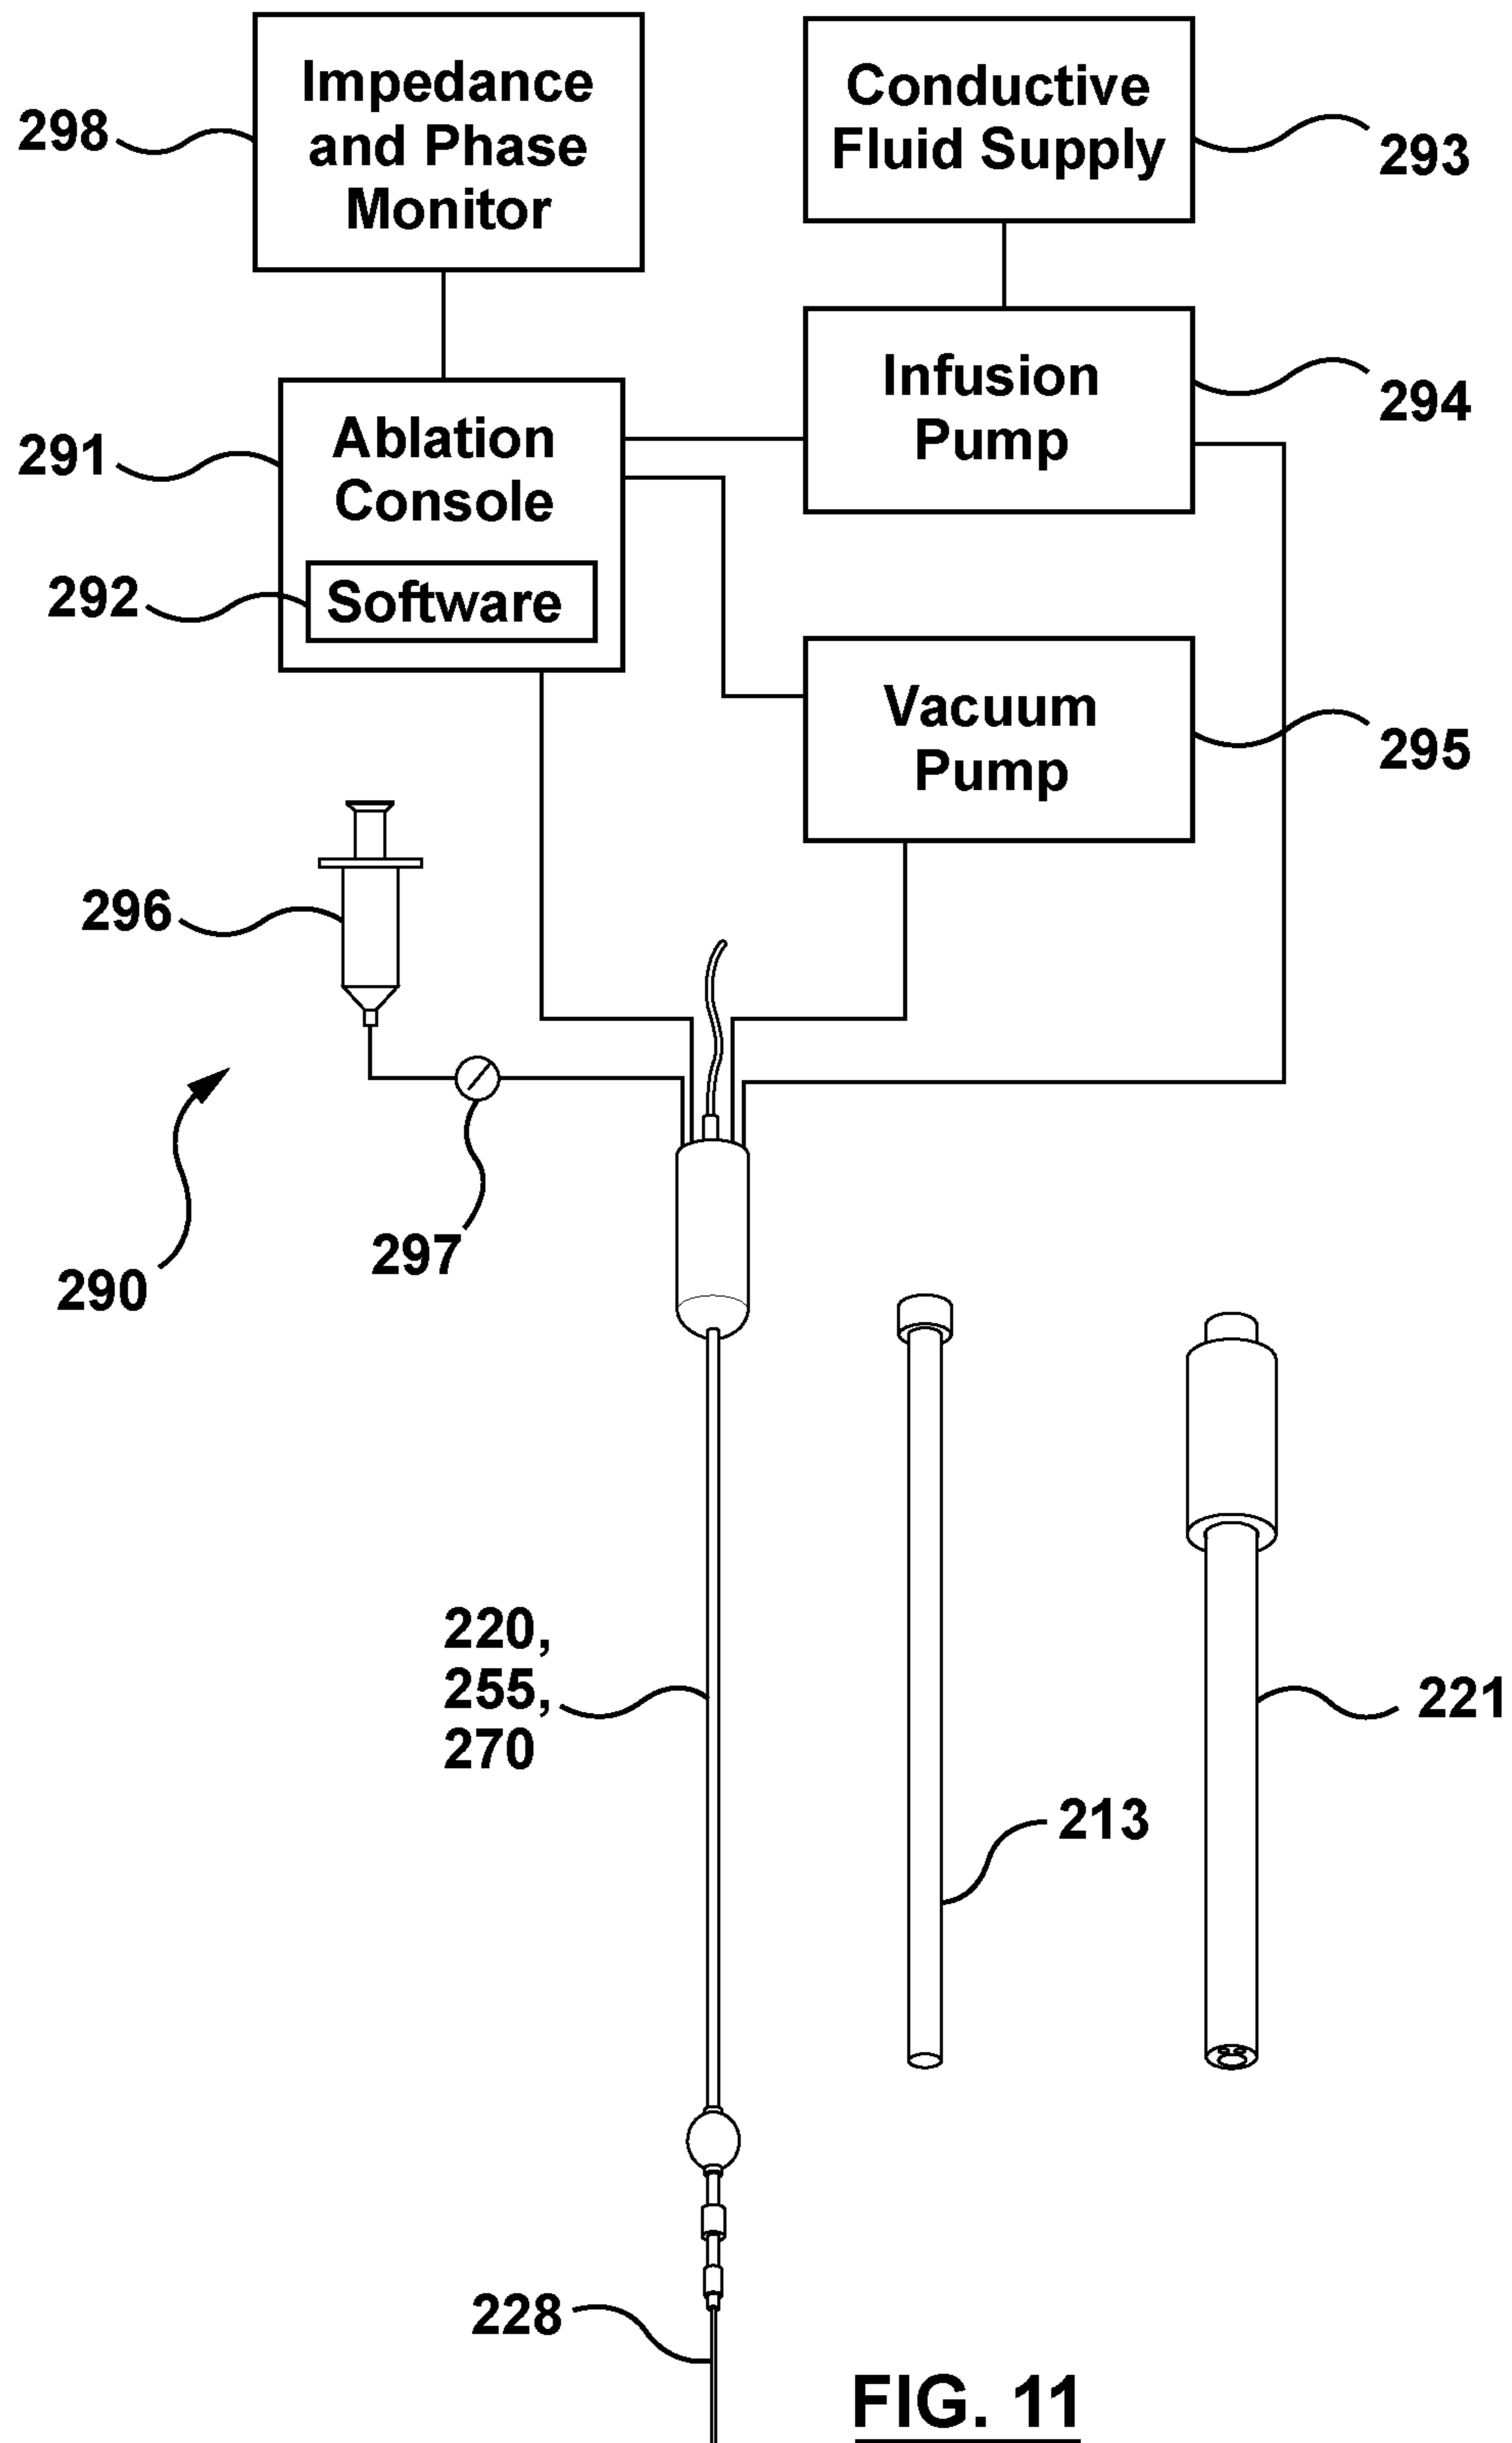 Impedance
and Phase
Monitor
298
Conductive
Fluid Supply
293
Infusion
Pump
294
Ablation
Console
291
Software
292
Vacuum
Pump
295
296
297
290
220,
255,
270
221
213
228
FIG. 11